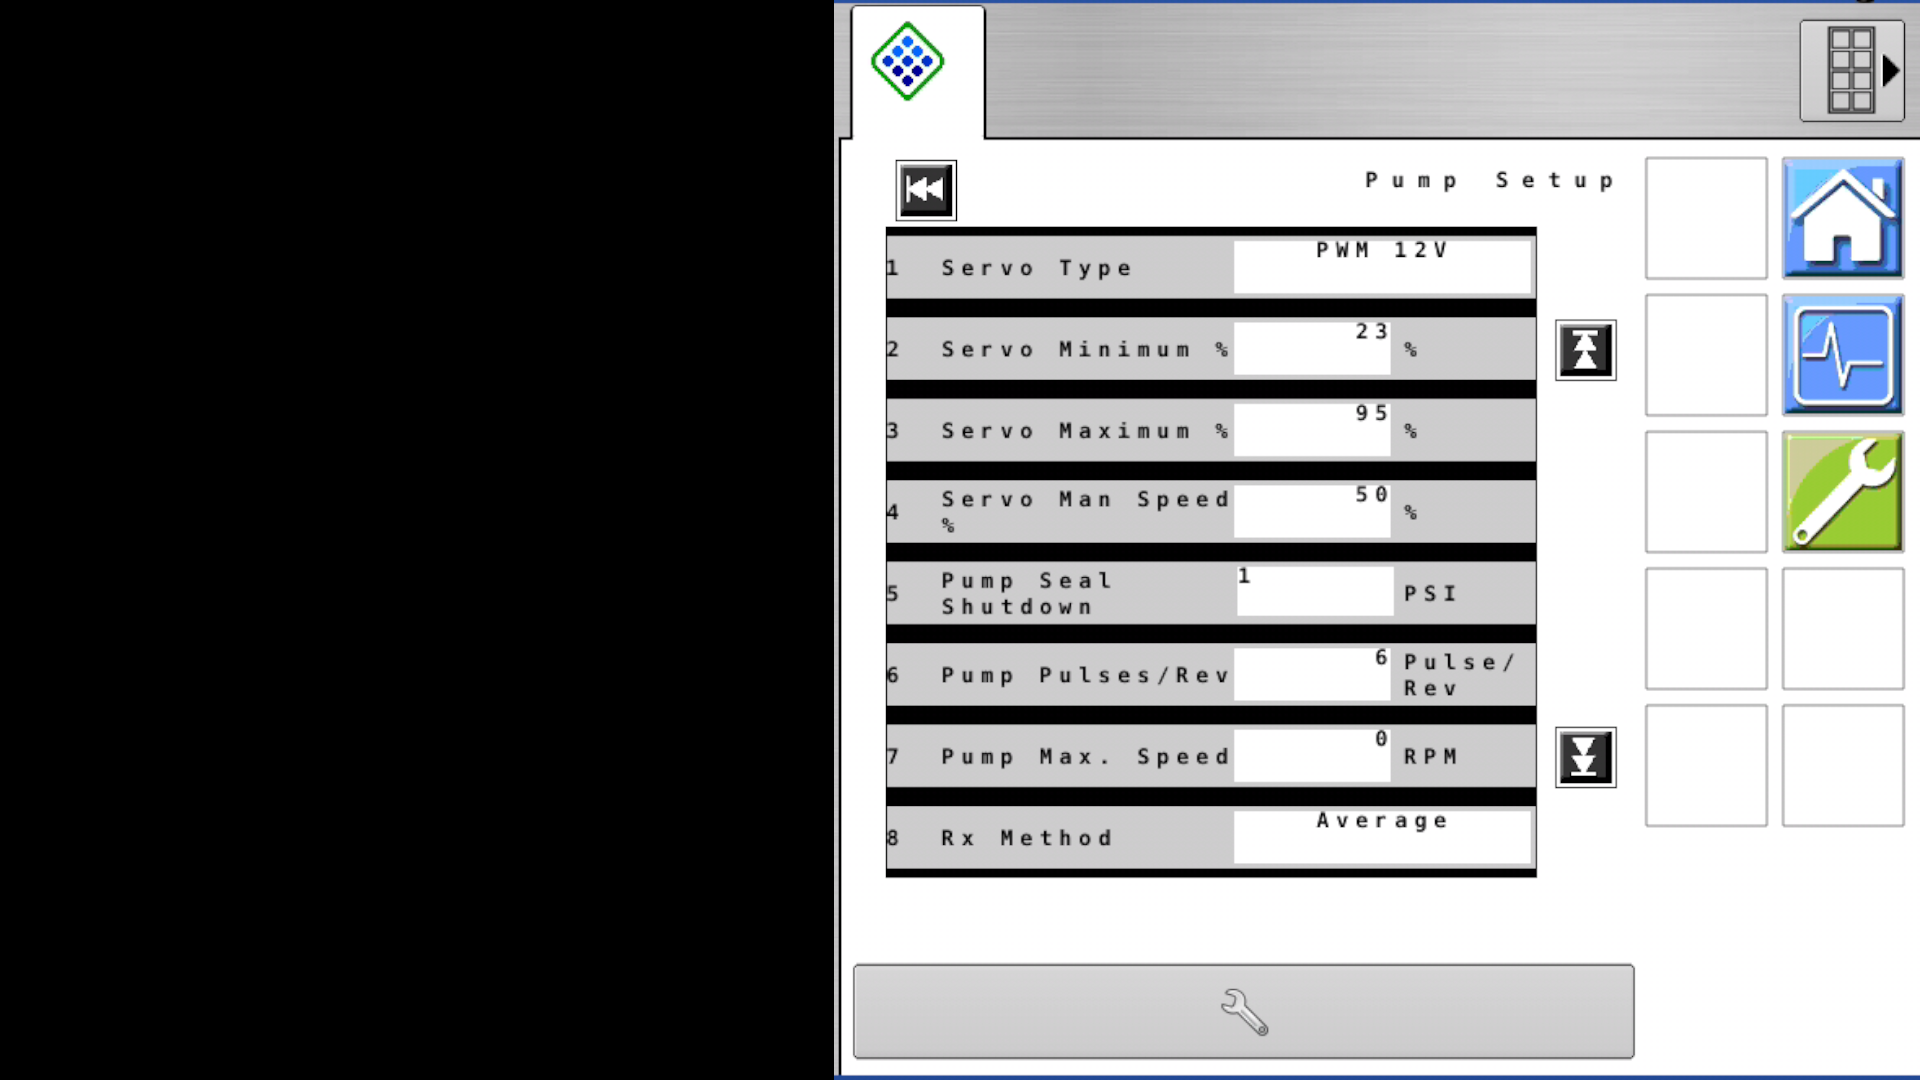 Pump Setup
1 Servo Type PWM 12V
2 Servo Minimum % 23 %
3 Servo Maximum % 95 %
4 Servo Man Speed % 50 %
5 Pump Seal Shutdown 1 PSI
6 Pump Pulses/Rev 6 Pulse/Rev
7 Pump Max. Speed 0 RPM
8 Rx Method Average